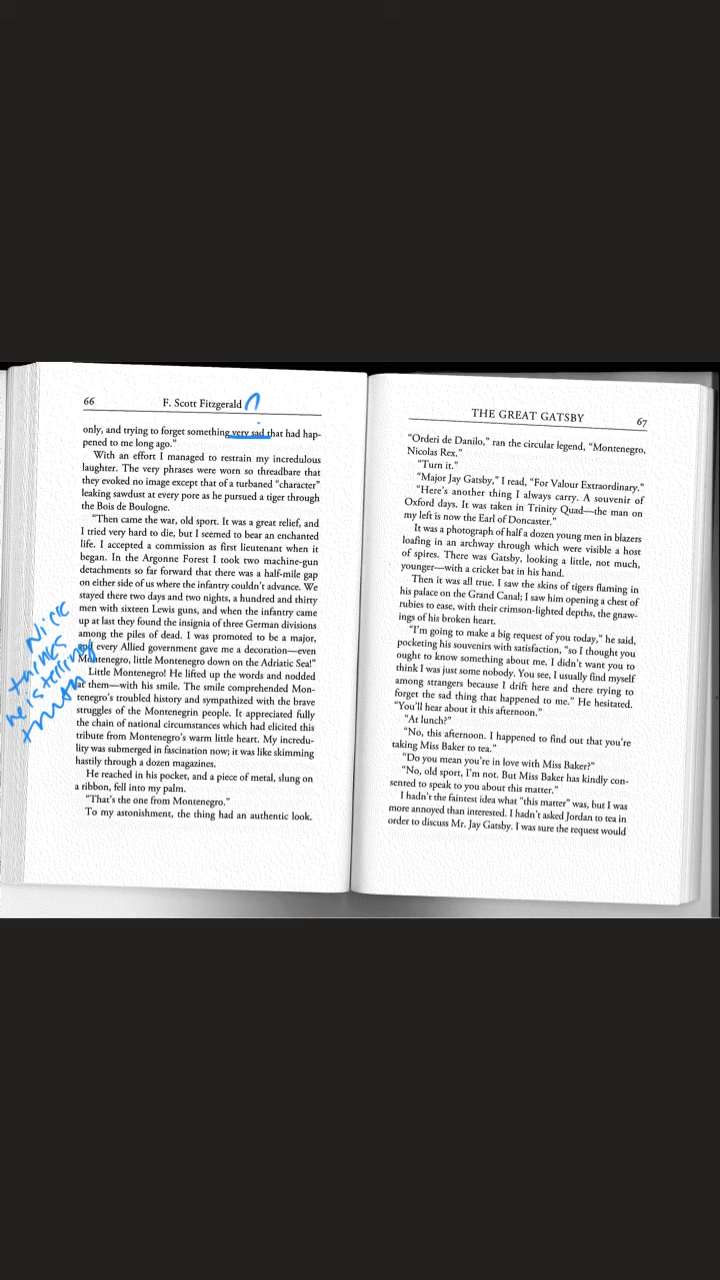 66
F. Scott Fitzgerald
only, and trying to forget something very sad that had hap-
pened to me long ago.”
With an effort I managed to restrain my incredulous
laughter. The very phrases were worn so threadbare that
they evoked no image except that of a turbaned “character”
leaking sawdust at every pore as he pursued a tiger through
the Bois de Boulogne.
“Then came the war, old sport. It was a great relief, and
I tried very hard to die, but I seemed to bear an enchanted
life. I accepted a commission as first lieutenant when it
began. In the Argonne Forest I took two machine-gun
detachments so far forward that there was a half-mile gap
on either side of us where the infantry couldn’t advance. We
stayed there two days and two nights, a hundred and thirty
men with sixteen Lewis guns, and when the infantry came
up at last they found the insignia of three German divisions
among the piles of dead. I was promoted to be a major,
and every Allied government gave me a decoration—even
Montenegro, little Montenegro down on the Adriatic Sea!”
Little Montenegro! He lifted up the words and nodded
at them—with his smile. The smile comprehended Mon-
tenegro’s troubled history and sympathized with the brave
struggles of the Montenegrin people. It appreciated fully
the chain of national circumstances which had elicited this
tribute from Montenegro’s warm little heart. My incredu-
lity was submerged in fascination now; it was like skimming
hastily through a dozen magazines.
He reached in his pocket, and a piece of metal, slung on
a ribbon, fell into my palm.
“That’s the one from Montenegro.”
To my astonishment, the thing had an authentic look.
Nick
thinks
he is telling
truth
THE GREAT GATSBY
67
“Orderi de Danilo,” ran the circular legend, “Montenegro,
Nicolas Rex.”
“Turn it.”
“Major Jay Gatsby,” I read, “For Valour Extraordinary.”
“Here’s another thing I always carry. A souvenir of
Oxford days. It was taken in Trinity Quad—the man on
my left is now the Earl of Doncaster.”
It was a photograph of half a dozen young men in blazers
loafing in an archway through which were visible a host
of spires. There was Gatsby, looking a little, not much,
younger—with a cricket bat in his hand.
Then it was all true. I saw the skins of tigers flaming in
his palace on the Grand Canal; I saw him opening a chest of
rubies to ease, with their crimson-lighted depths, the gnaw-
ings of his broken heart.
“I’m going to make a big request of you today,” he said,
pocketing his souvenirs with satisfaction, “so I thought you
ought to know something about me. I didn’t want you to
think I was just some nobody. You see, I usually find myself
among strangers because I drift here and there trying to
forget the sad thing that happened to me.” He hesitated.
“You’ll hear about it this afternoon.”
“At lunch?”
“No, this afternoon. I happened to find out that you’re
taking Miss Baker to tea.”
“Do you mean you’re in love with Miss Baker?”
“No, old sport, I’m not. But Miss Baker has kindly con-
sented to speak to you about this matter.”
I hadn’t the faintest idea what “this matter” was, but I was
more annoyed than interested. I hadn’t asked Jordan to tea in
order to discuss Mr. Jay Gatsby. I was sure the request would